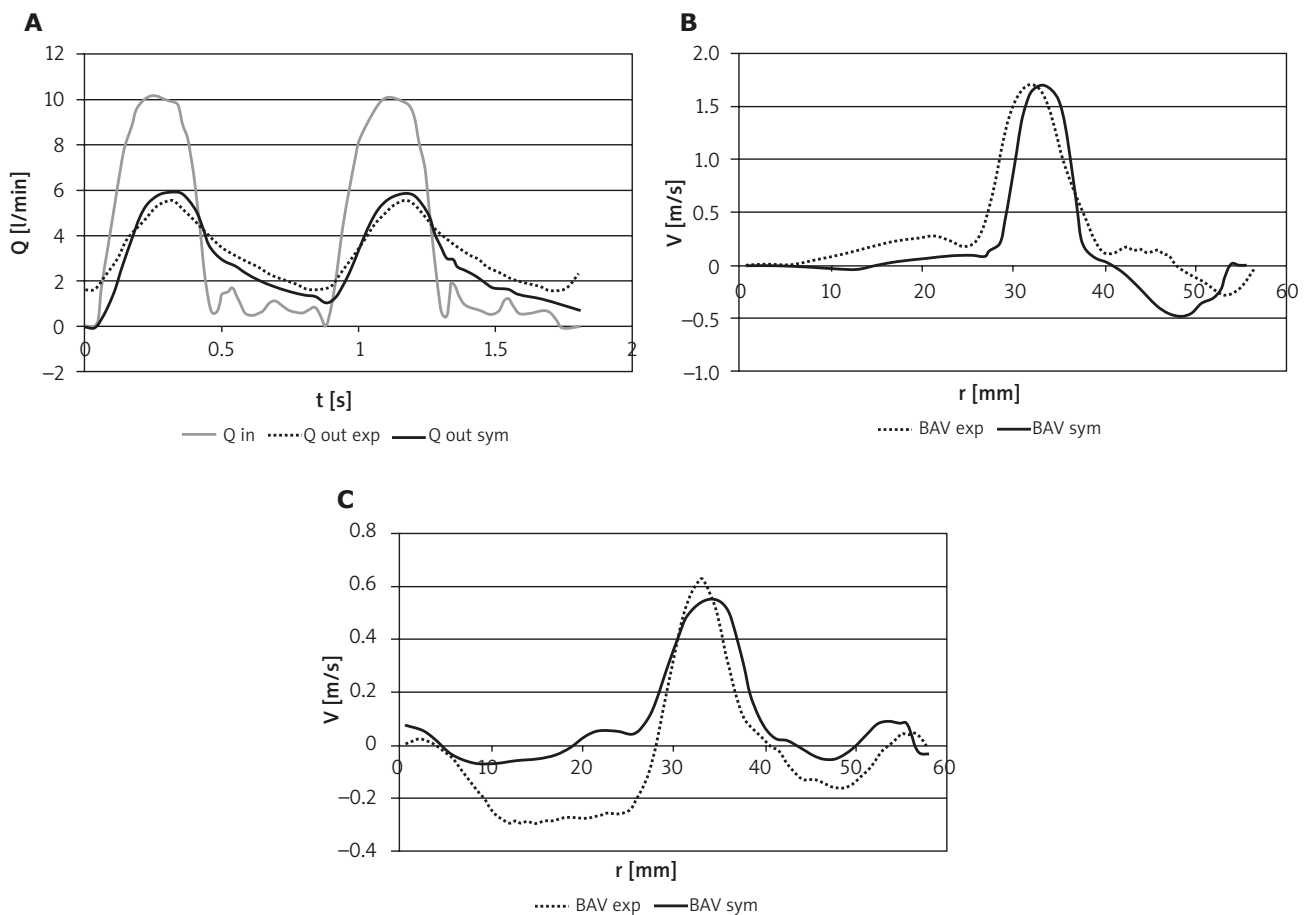 A
12
10
8
6
4
2
0
−2
Q [l/min]
0 0.5 1 1.5 2
t [s]
Q in Q out exp Q out sym
B
2.0
1.5
1.0
0.5
0
−0.5
−1.0
V [m/s]
0 10 20 30 40 50 60
r [mm]
BAV exp BAV sym
C
0.8
0.6
0.4
0.2
0
−0.2
−0.4
V [m/s]
0 10 20 30 40 50 60
r [mm]
BAV exp BAV sym